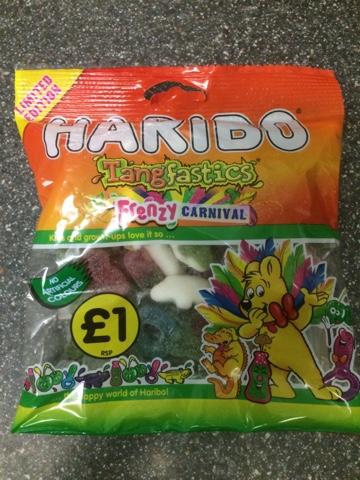 LIMITED
EDITION
HARIBO
Tangfastics
Frenzy CARNIVAL
Kids and grown-ups love it so ...
NO
ARTIFICIAL
COLOURS
£1
RSP
happy world of Haribo!